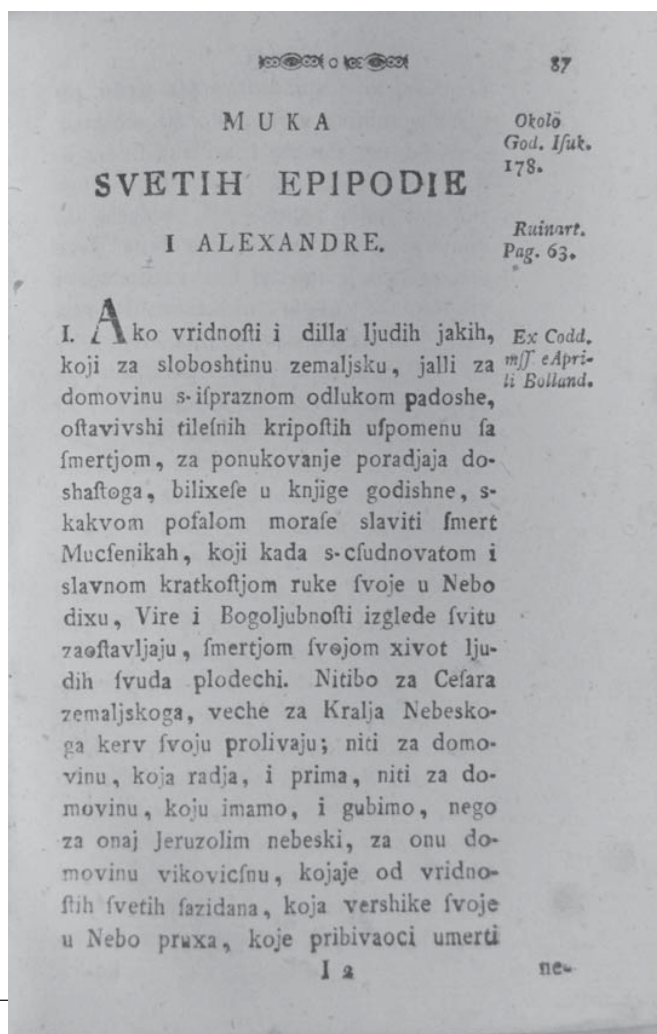 87
MUKA
SVETIH EPIPODIE
I ALEXANDRE.
Okolo
God. Iſuk.
178.
Ruinart.
Pag. 63.
Ex Codd.
mſſ e Apri-
li Bolland.
I. Ako vridnoſti i dilla ljudih jakih,
koji za sloboshtinu zemaljsku, jalli za
domovinu s-iſpraznom odlukom padoshe,
oſtavivshi tileſnih kripoſtih uſpomenu ſa
ſmertjom, za ponukovanje poradjaja do-
shaſtoga, bilixeſe u knjige godishne, s-
kakvom pofalom moraſe slaviti ſmert
Mucſenikah, koji kada s-cſudnovatom i
slavnom kratkoſtjom ruke ſvoje u Nebo
dixu, Vire i Bogoljubnoſti izglede ſvitu
zaoſtavljaju, ſmertjom ſvojom xivot lju-
dih ſvuda plodechi. Nitibo za Ceſara
zemaljskoga, veche za Kralja Nebesko-
ga kerv ſvoju prolivaju; niti za domo-
vinu, koja radja, i prima, niti za do-
movinu, koju imamo, i gubimo, nego
za onaj Jeruzolim nebeski, za onu do-
movinu vikovicſnu, kojaje od vridno-
ſtih ſvetih ſazidana, koja vershike ſvoje
u Nebo pruxa, koje pribivaoci umerti
I 2
ne-